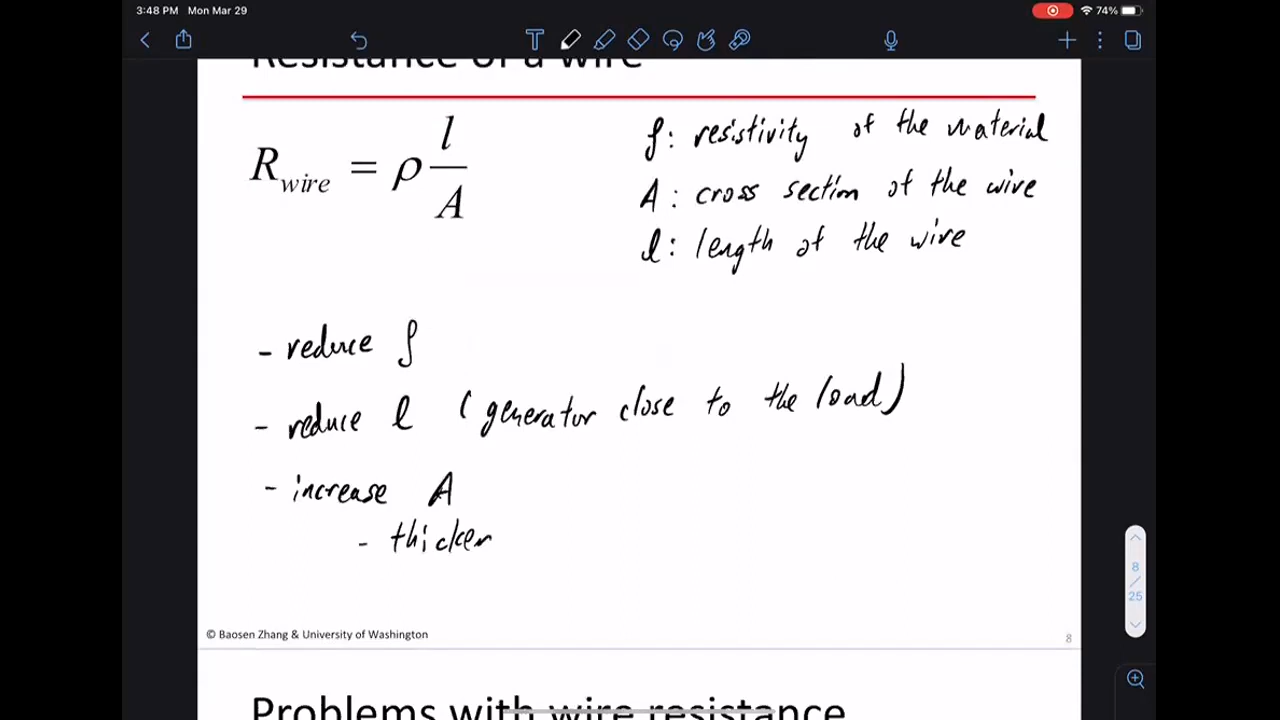 3:48 PM Mon Mar 29
74%
Resistance of a wire
R_wire = ρ l/A
ρ: resistivity of the material
A: cross section of the wire
l: length of the wire
- reduce ρ
- reduce l (generator close to the load)
- increase A
- thicker
8
/
25
© Baosen Zhang & University of Washington
8
Problems with wire resistance